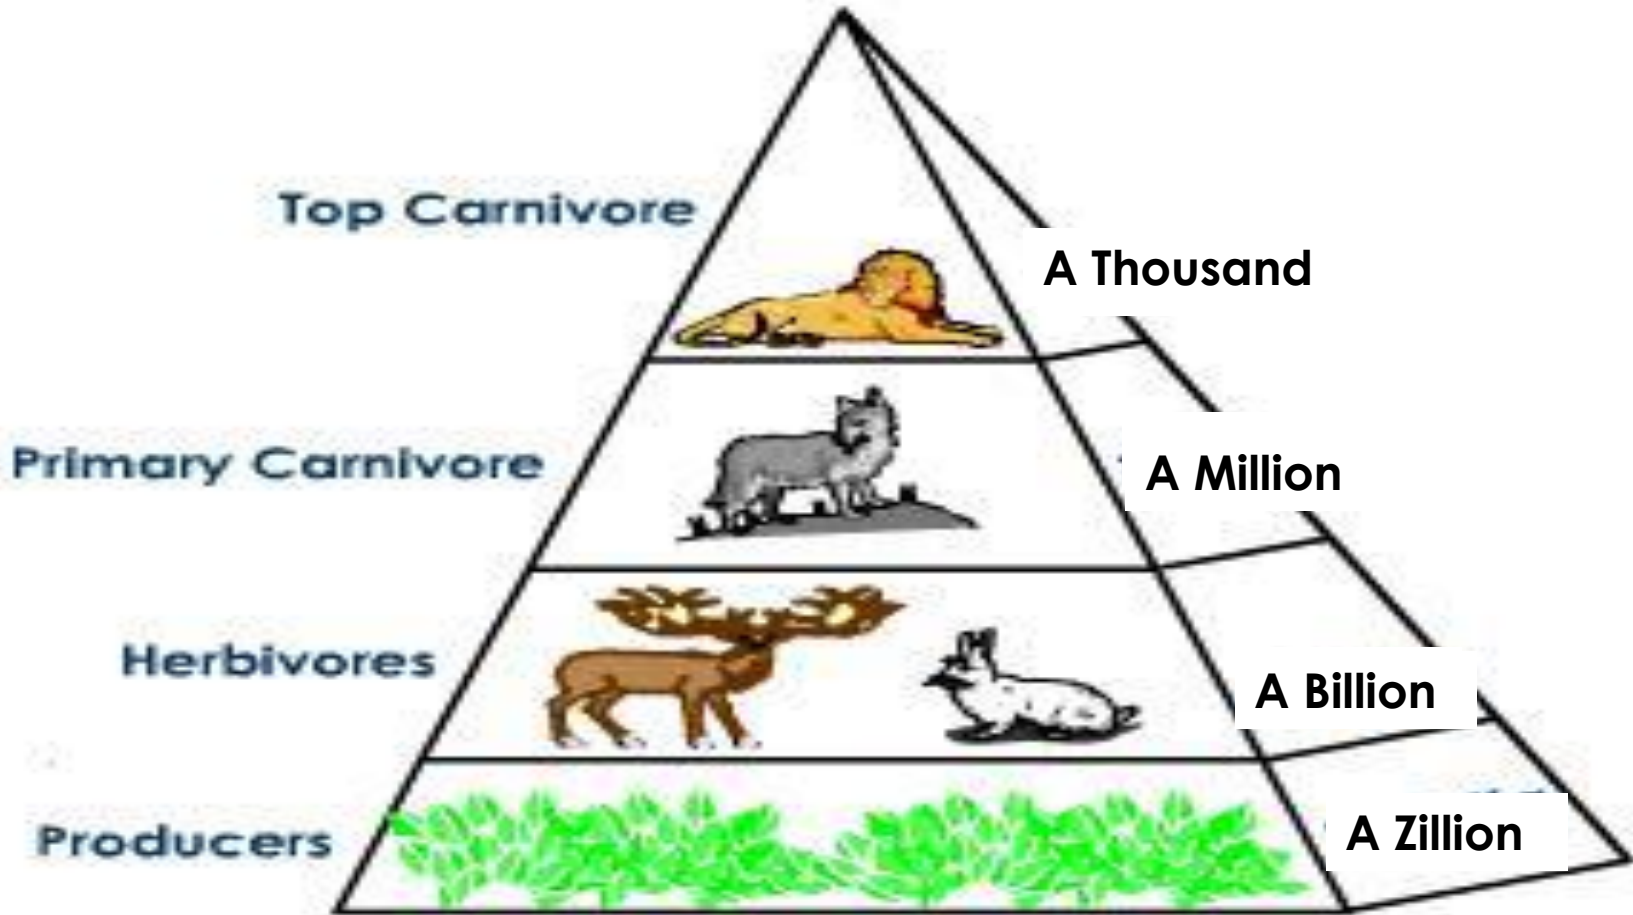 Top Carnivore
A Thousand
Primary Carnivore
A Million
Herbivores
A Billion
Producers
A Zillion